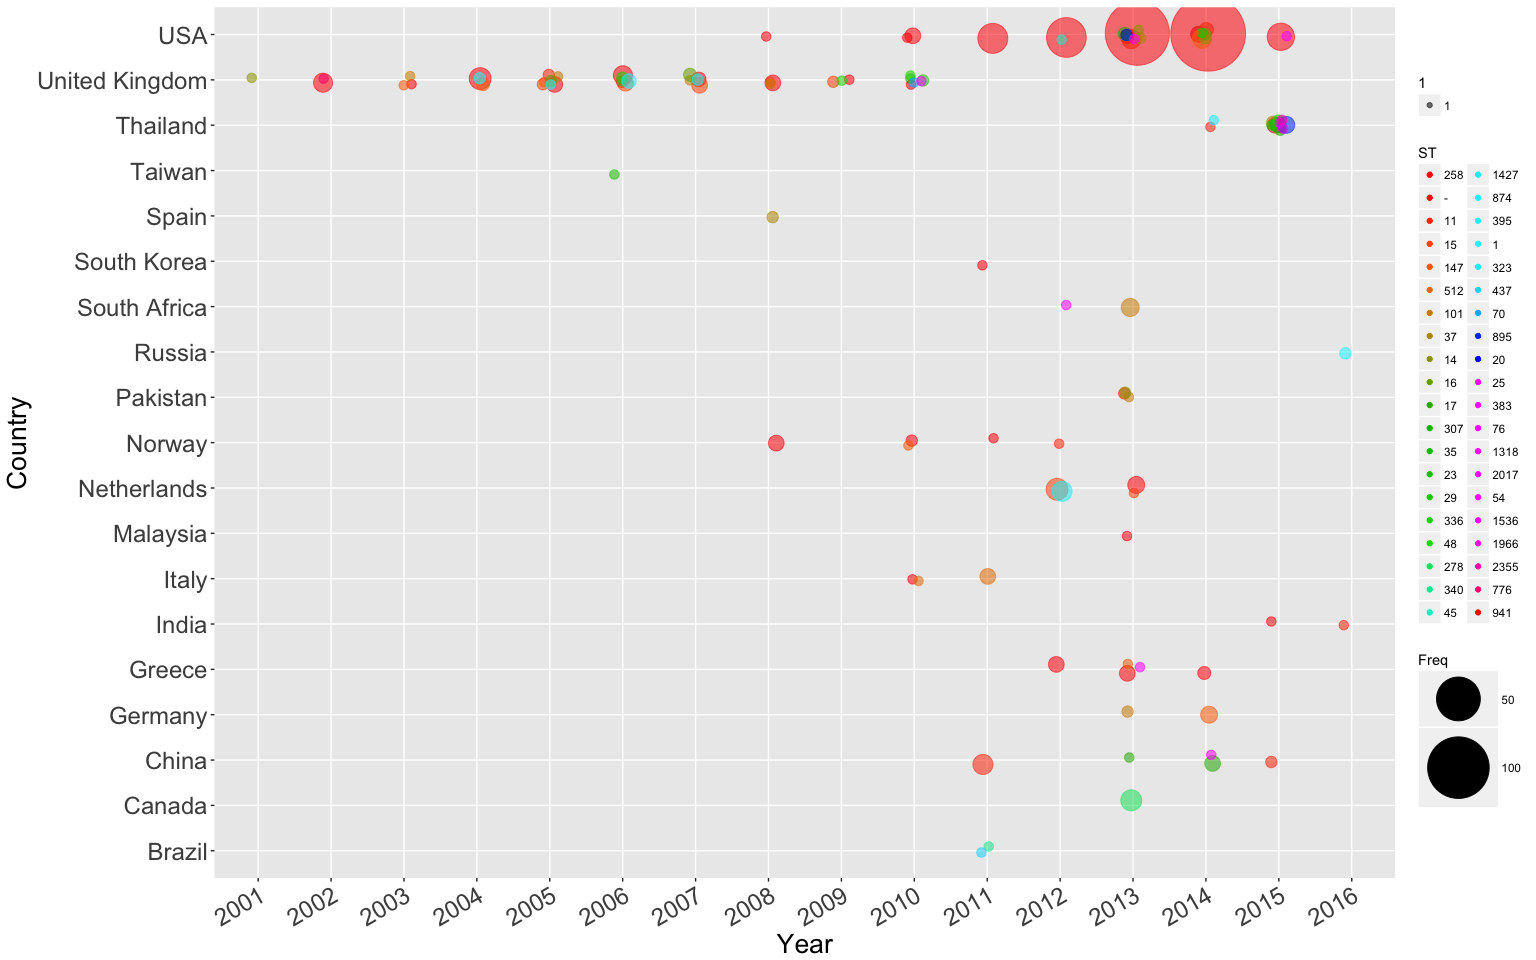 USA
United Kingdom
Thailand
Taiwan
Spain
South Korea
South Africa
Russia
Pakistan
Norway
Netherlands
Malaysia
Italy
India
Greece
Germany
China
Canada
Brazil
Country
2001 2002 2003 2004 2005 2006 2007 2008 2009 2010 2011 2012 2013 2014 2015 2016
Year
1
1
ST
258 1427
- 874
11 395
15 1
147 323
512 437
101 70
37 895
14 20
16 25
17 383
307 76
35 1318
23 2017
29 54
336 1536
48 1966
278 2355
340 776
45 941
Freq
50
100